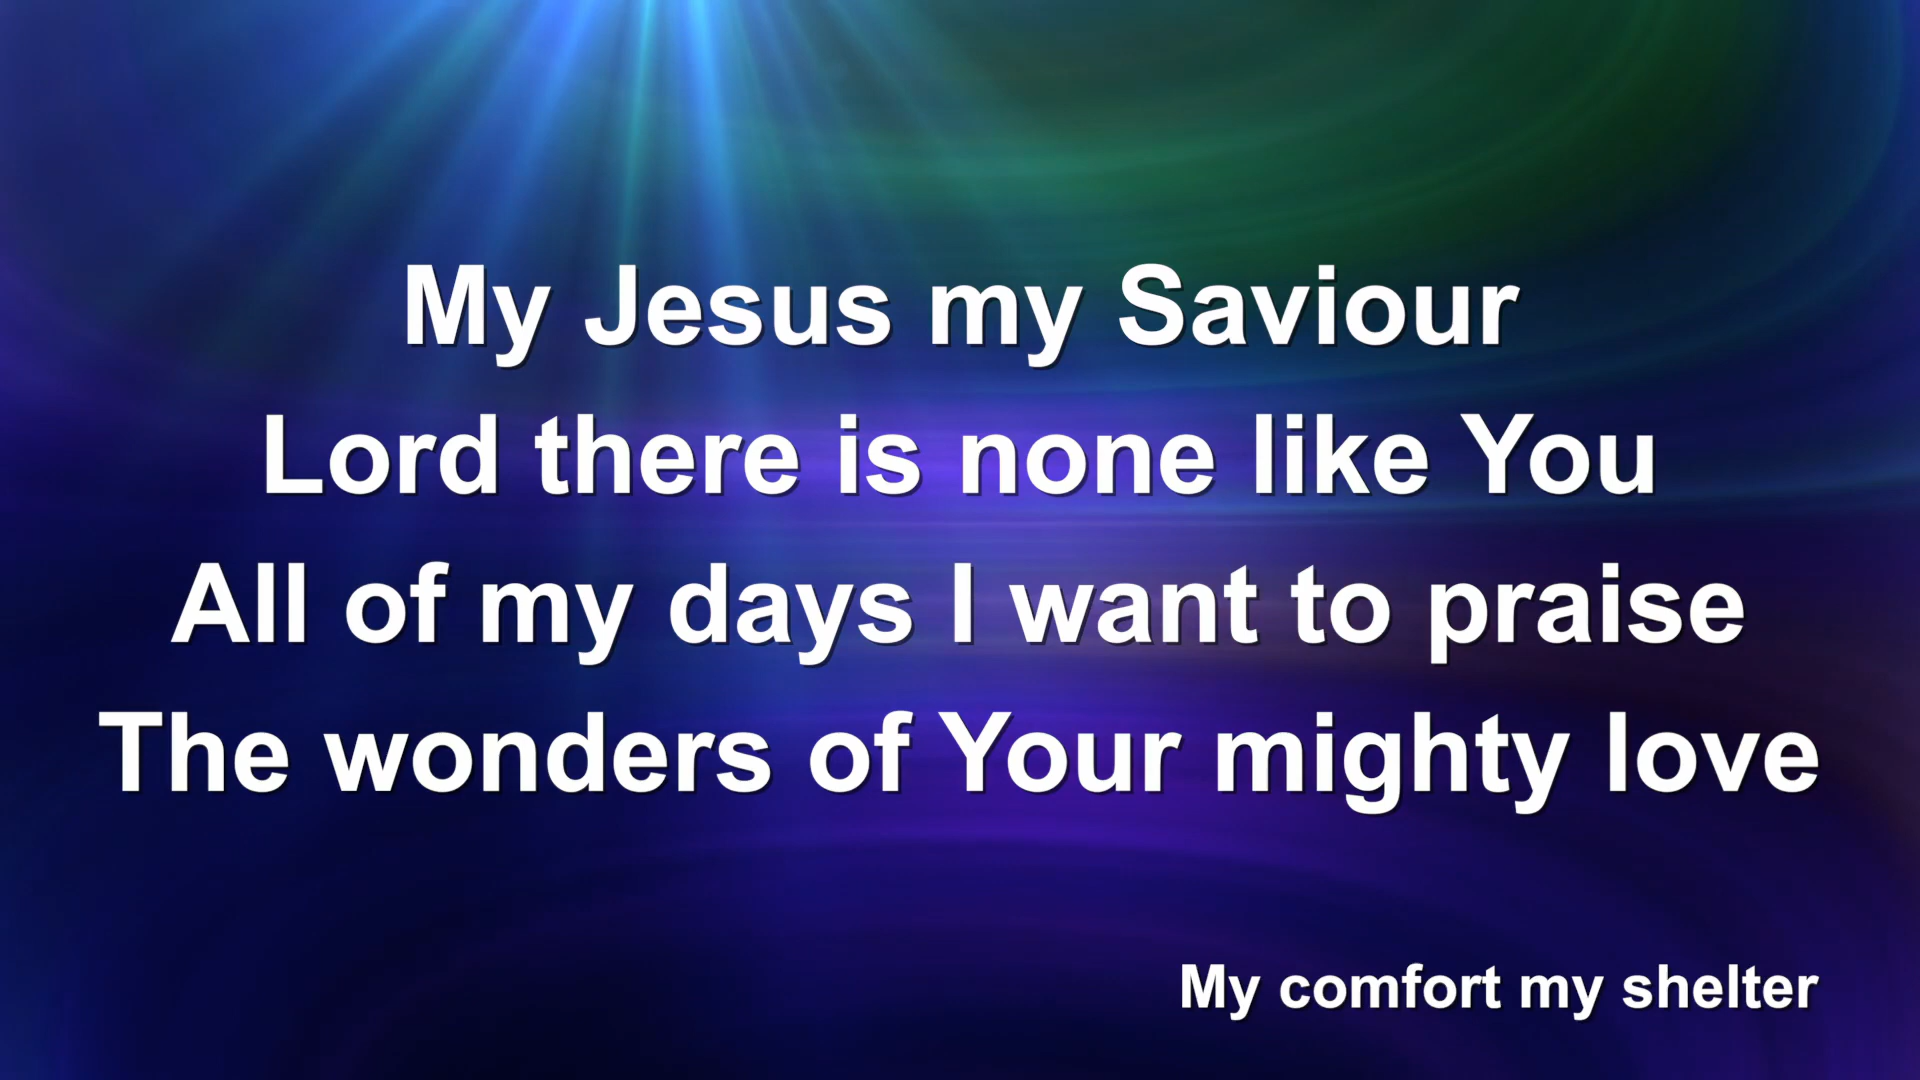 My Jesus my Saviour
Lord there is none like You
All of my days I want to praise
The wonders of Your mighty love
My comfort my shelter